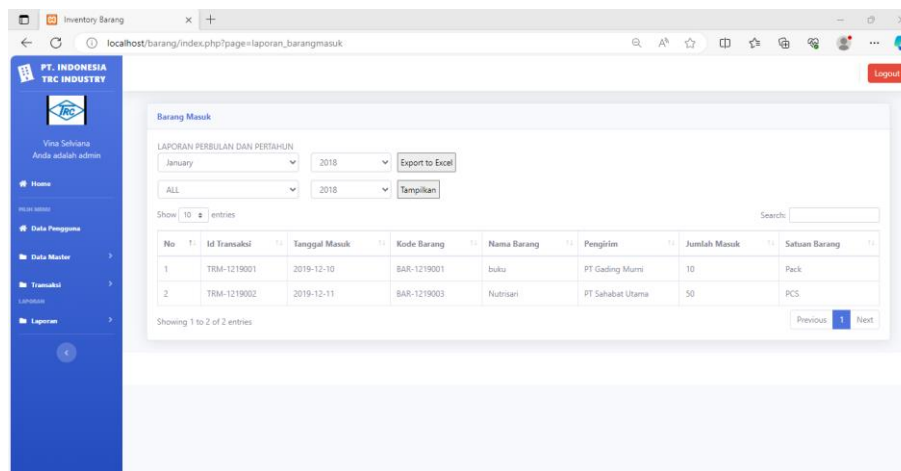 Inventory Barang
localhost/barang/index.php?page=laporan_barangmasuk
PT. INDONESIA
TRC INDUSTRY
Logout
TRC
Vina Selviana
Anda adalah admin
Home
PILIH MENU
Data Pengguna
Data Master
Transaksi
LAPORAN
Laporan
Barang Masuk
LAPORAN PERBULAN DAN PERTAHUN
January 2018 Export to Excel
ALL 2018 Tampilkan
Show 10 entries Search:
No Id Transaksi Tanggal Masuk Kode Barang Nama Barang Pengirim Jumlah Masuk Satuan Barang
1 TRM-1219001 2019-12-10 BAR-1219001 buku PT Gading Murni 10 Pack
2 TRM-1219002 2019-12-11 BAR-1219003 Nutrisari PT Sahabat Utama 50 PCS
Showing 1 to 2 of 2 entries Previous 1 Next